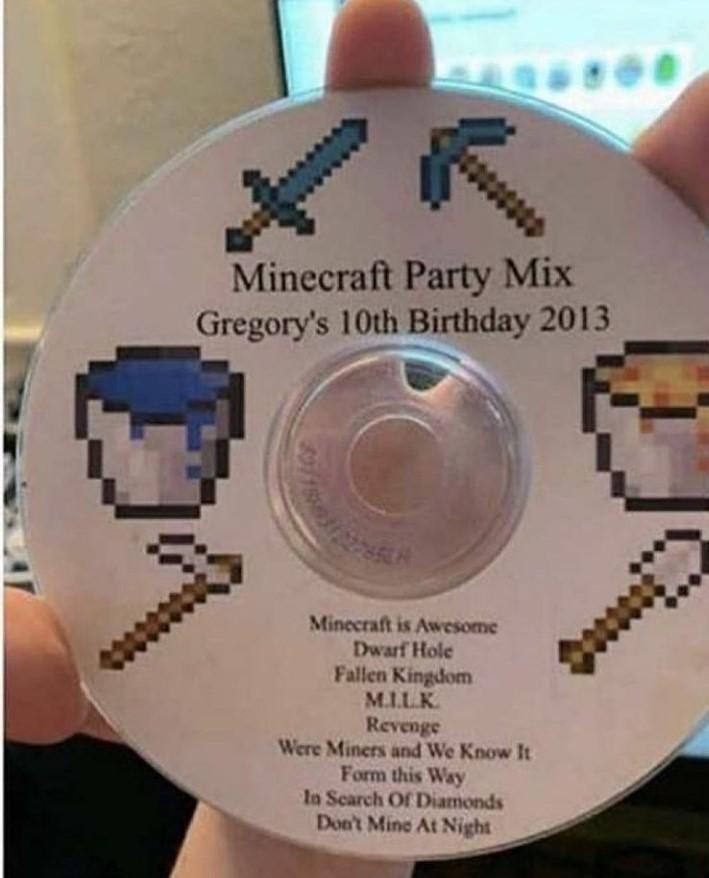 Minecraft Party Mix
Gregory's 10th Birthday 2013
Minecraft is Awesome
Dwarf Hole
Fallen Kingdom
M.I.L.K.
Revenge
Were Miners and We Know It
Form this Way
In Search Of Diamonds
Don't Mine At Night